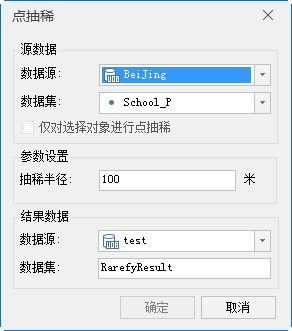 点抽稀
源数据
数据源: BeiJing
数据集: School_P
仅对选择对象进行点抽稀
参数设置
抽稀半径: 100 米
结果数据
数据源: test
数据集: RarefyResult
确定 取消